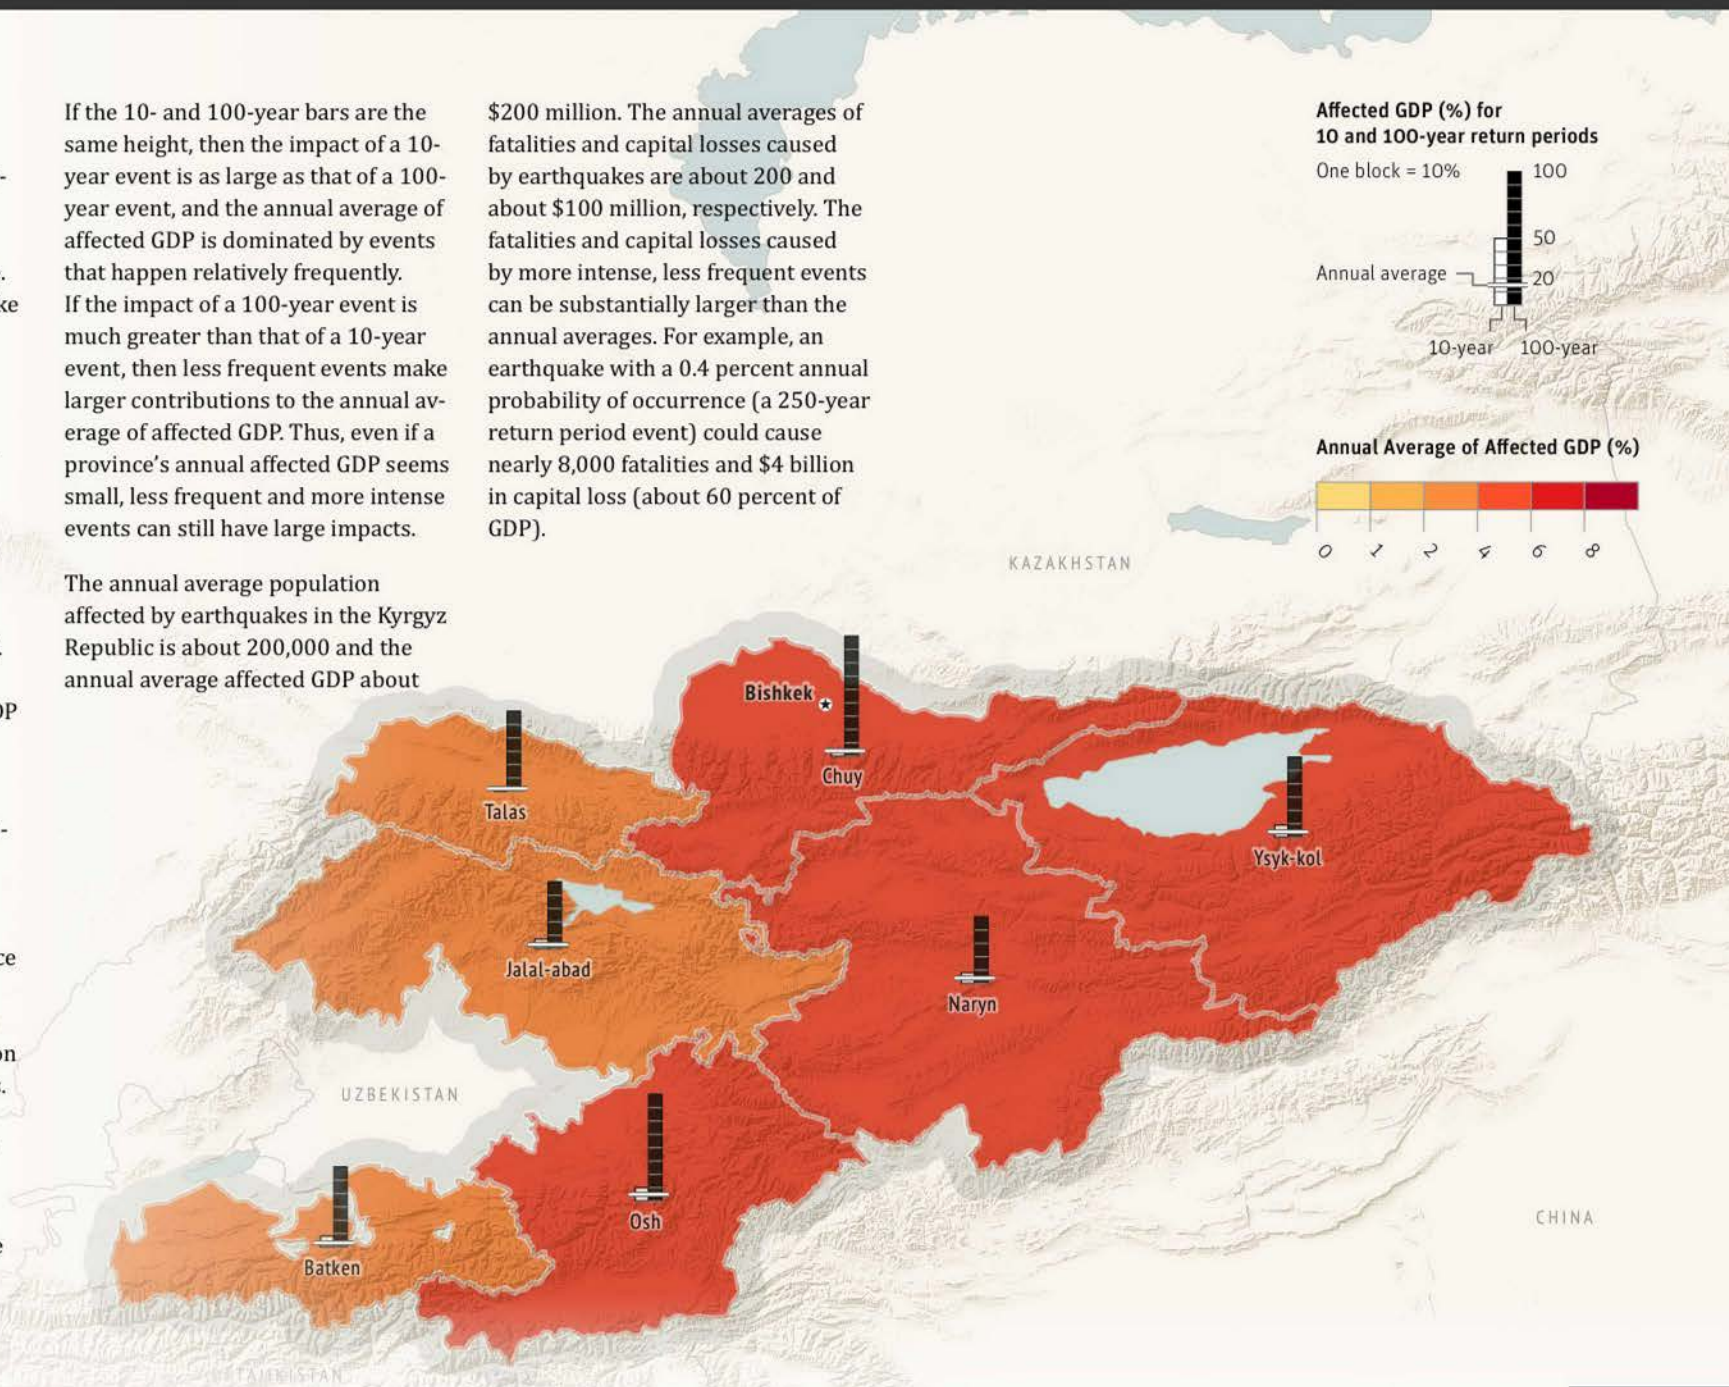 If the 10- and 100-year bars are the
same height, then the impact of a 10-
year event is as large as that of a 100-
year event, and the annual average of
affected GDP is dominated by events
that happen relatively frequently.
If the impact of a 100-year event is
much greater than that of a 10-year
event, then less frequent events make
larger contributions to the annual av-
erage of affected GDP. Thus, even if a
province's annual affected GDP seems
small, less frequent and more intense
events can still have large impacts.
The annual average population
affected by earthquakes in the Kyrgyz
Republic is about 200,000 and the
annual average affected GDP about
$200 million. The annual averages of
fatalities and capital losses caused
by earthquakes are about 200 and
about $100 million, respectively. The
fatalities and capital losses caused
by more intense, less frequent events
can be substantially larger than the
annual averages. For example, an
earthquake with a 0.4 percent annual
probability of occurrence (a 250-year
return period event) could cause
nearly 8,000 fatalities and $4 billion
in capital loss (about 60 percent of
GDP).
Affected GDP (%) for
10 and 100-year return periods
One block = 10%
100
50
Annual average
20
10-year 100-year
Annual Average of Affected GDP (%)
0 1 2 4 6 8
KAZAKHSTAN
Bishkek
Chuy
Talas
Ysyk-kol
Jalal-abad
Naryn
UZBEKISTAN
Osh
CHINA
Batken
TAJIKISTAN